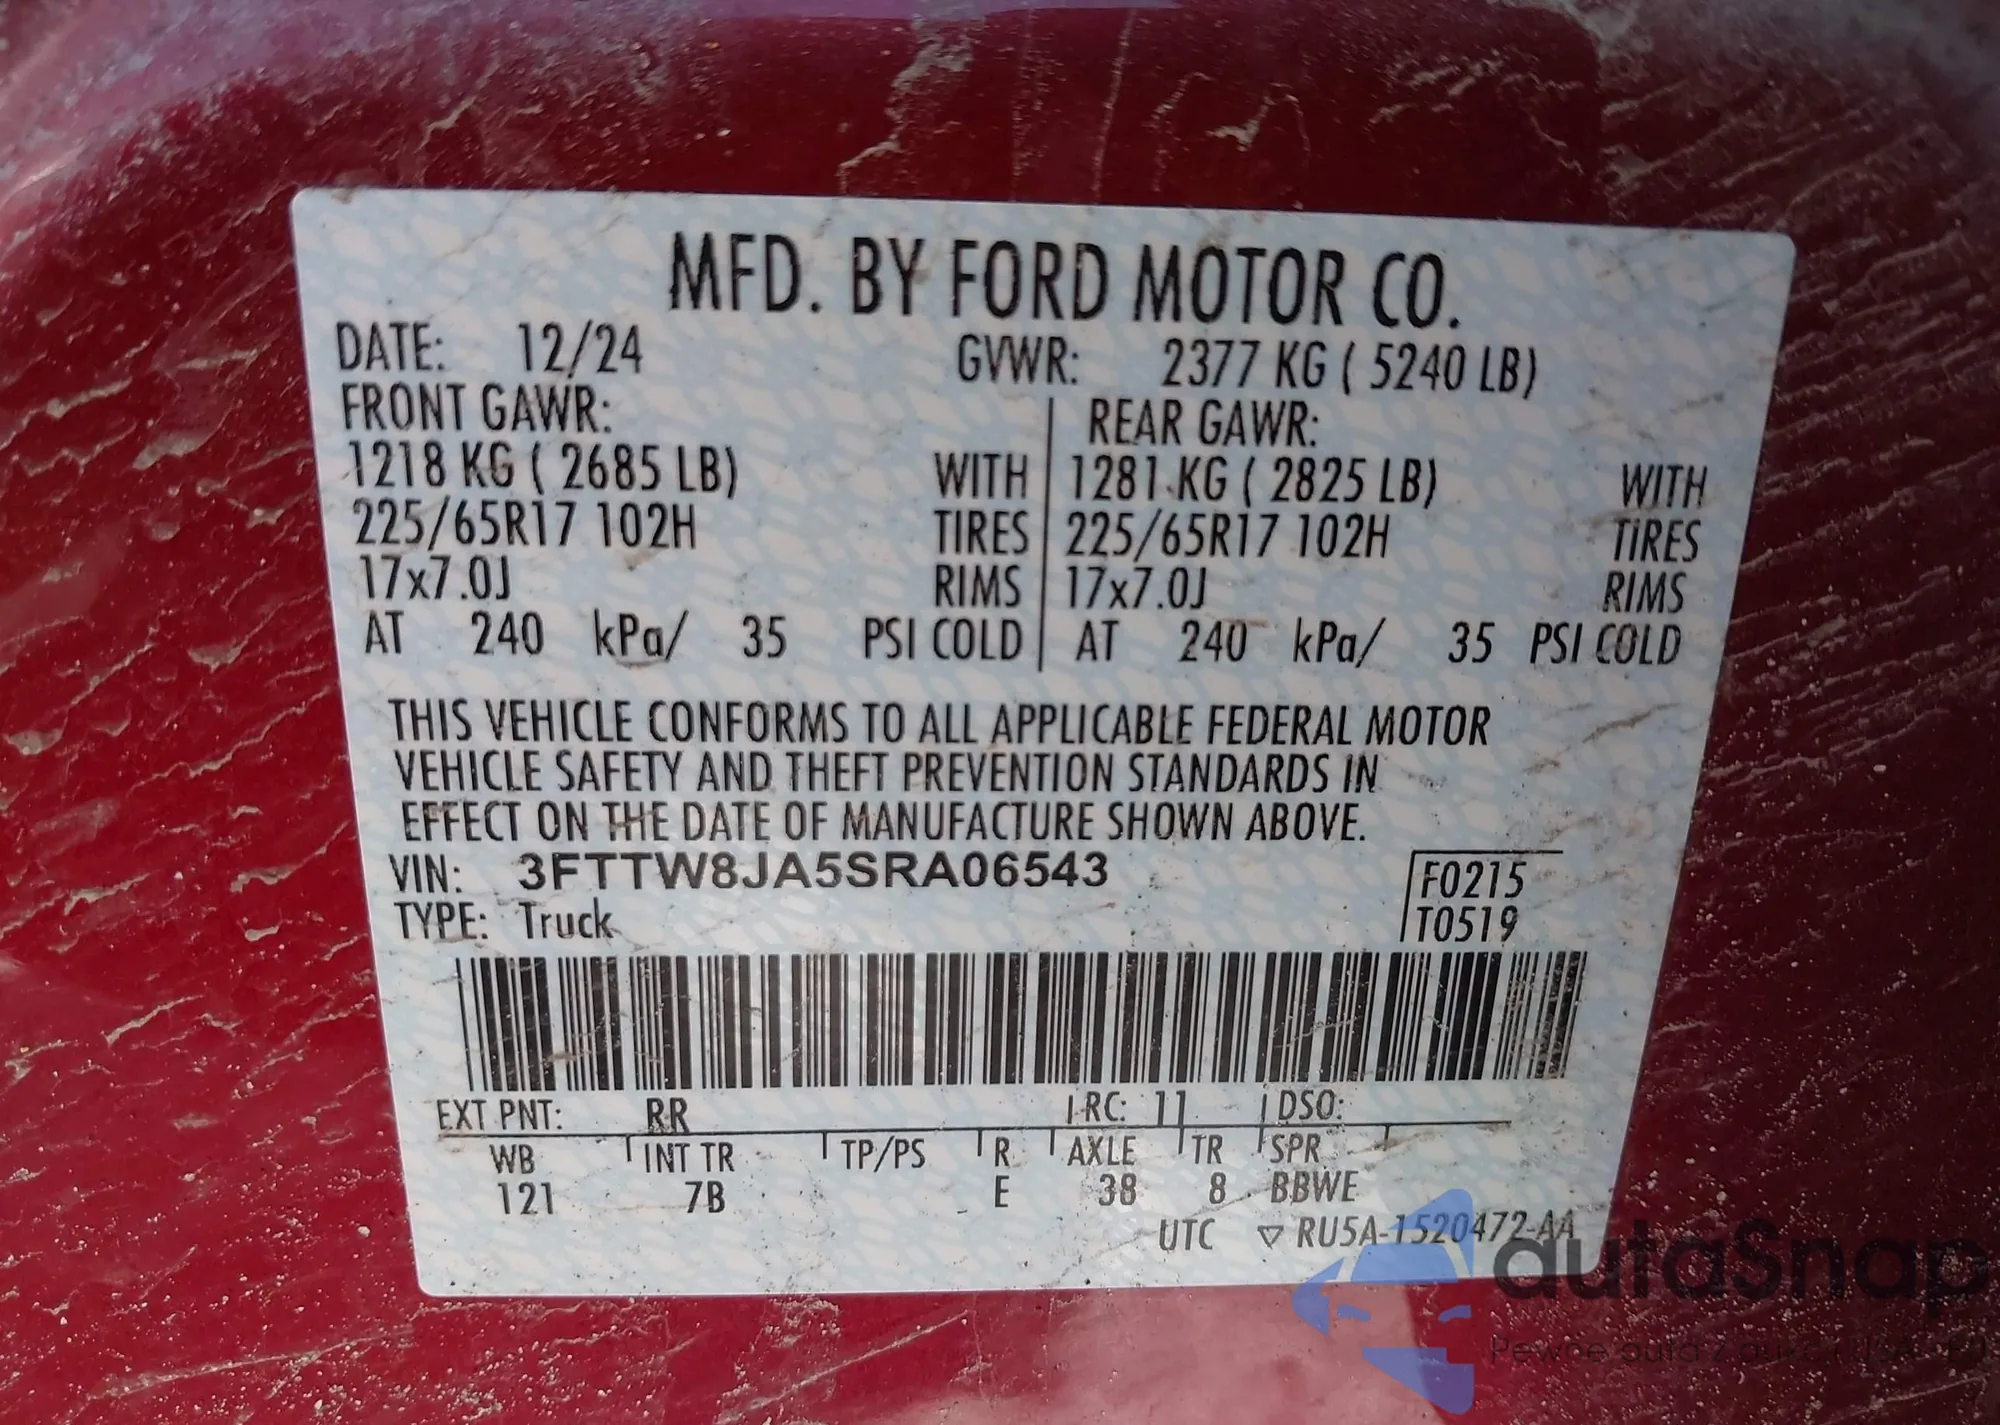 MFD. BY FORD MOTOR CO.
DATE: 12/24 GVWR: 2377 KG ( 5240 LB)
FRONT GAWR: REAR GAWR:
1218 KG ( 2685 LB) WITH 1281 KG ( 2825 LB) WITH
225/65R17 102H TIRES 225/65R17 102H TIRES
17x7.0J RIMS 17x7.0J RIMS
AT 240 kPa/ 35 PSI COLD AT 240 kPa/ 35 PSI COLD
THIS VEHICLE CONFORMS TO ALL APPLICABLE FEDERAL MOTOR
VEHICLE SAFETY AND THEFT PREVENTION STANDARDS IN
EFFECT ON THE DATE OF MANUFACTURE SHOWN ABOVE.
VIN: 3FTTW8JA5SRA06543 F0215
TYPE: Truck T0519
EXT PNT: RR RC: 11 DSO:
WB INT TR TP/PS R AXLE TR SPR
121 7B E 38 8 BBWE
UTC ▽ RU5A-1520472-AA
autaSnap
Pewne auta z